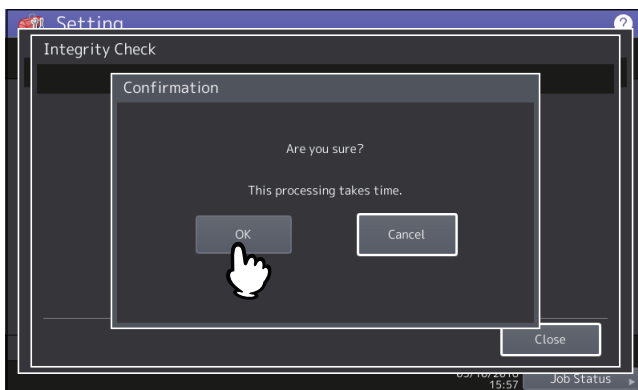 Setting
?
Integrity Check
Confirmation
Are you sure?
This processing takes time.
OK
Cancel
Close
15:57
Job Status